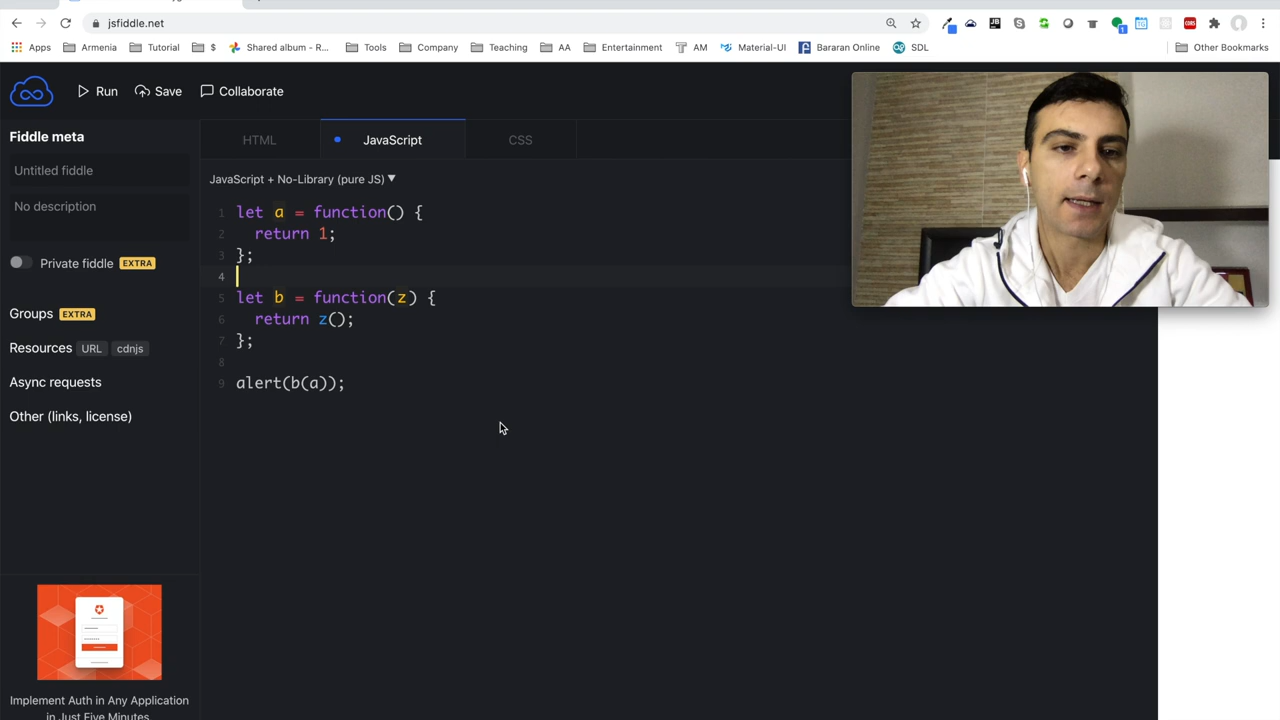 jsfiddle.net
Apps Armenia Tutorial $ Shared album - R... Tools Company Teaching AA Entertainment AM Material-UI Bararan Online SDL Other Bookmarks
Run Save Collaborate
Fiddle meta
Untitled fiddle
No description
Private fiddle EXTRA
Groups EXTRA
Resources URL cdnjs
Async requests
Other (links, license)
Implement Auth in Any Application
in Just Five Minutes
HTML JavaScript CSS
JavaScript + No-Library (pure JS)
1 let a = function() {
2 return 1;
3 };
4
5 let b = function(z) {
6 return z();
7 };
8
9 alert(b(a));